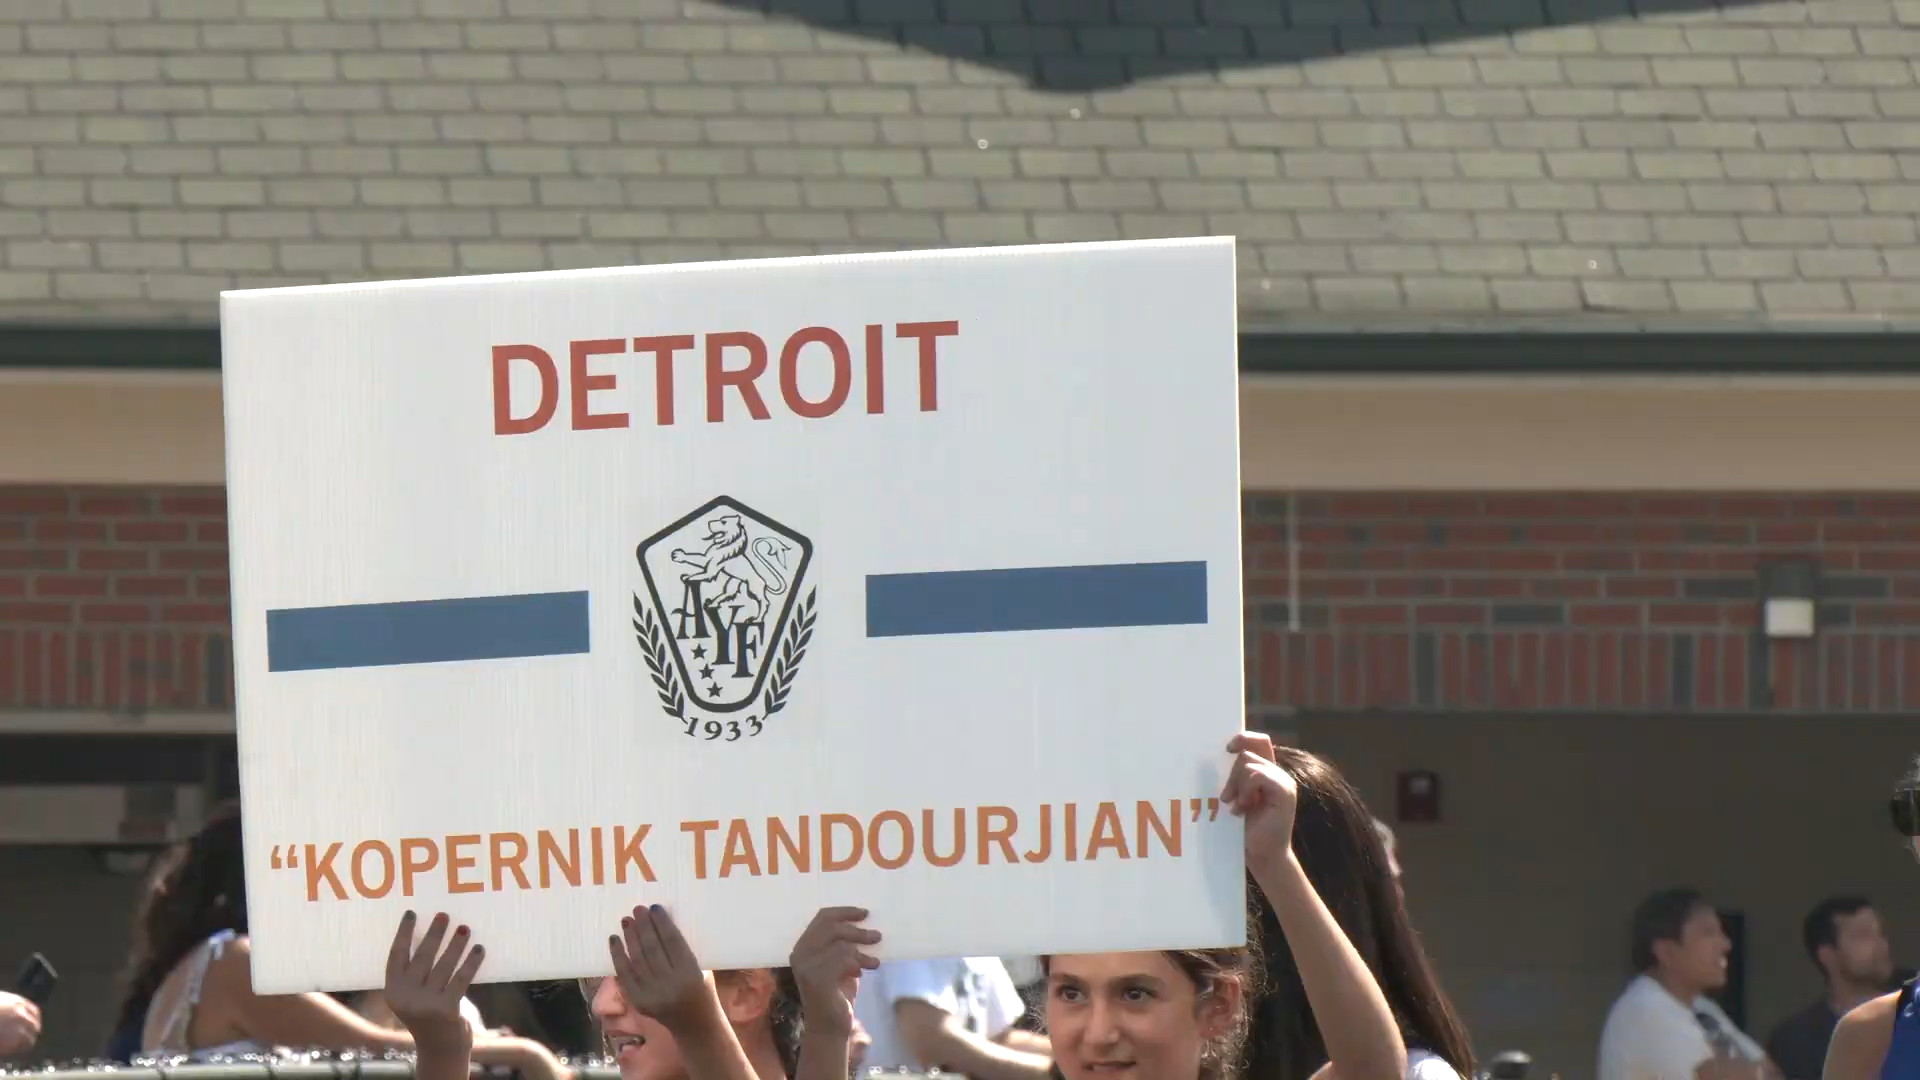 DETROIT
AYF
1933
“KOPERNIK TANDOURJIAN”